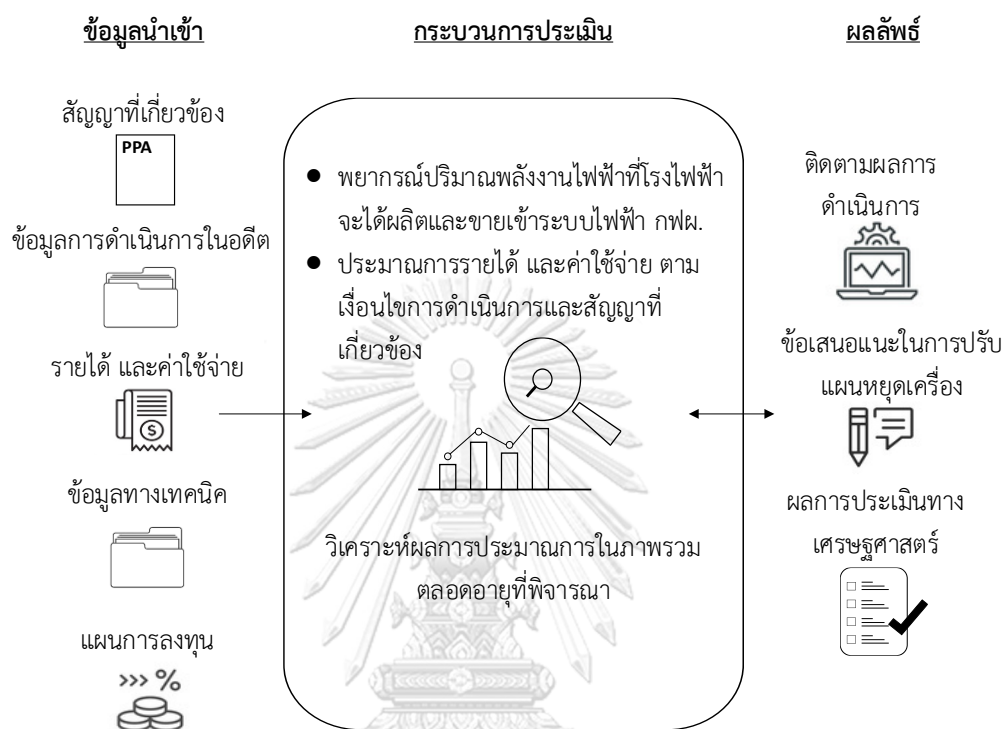 ข้อมูลนำเข้า
สัญญาที่เกี่ยวข้อง
PPA
ข้อมูลการดำเนินการในอดีต
รายได้ และค่าใช้จ่าย
$
ข้อมูลทางเทคนิค
แผนการลงทุน
>>> %
กระบวนการประเมิน
● พยากรณ์ปริมาณพลังงานไฟฟ้าที่โรงไฟฟ้า
จะได้ผลิตและขายเข้าระบบไฟฟ้า กฟผ.
● ประมาณการรายได้ และค่าใช้จ่าย ตาม
เงื่อนไขการดำเนินการและสัญญาที่
เกี่ยวข้อง
วิเคราะห์ผลการประมาณการในภาพรวม
ตลอดอายุที่พิจารณา
ผลลัพธ์
ติดตามผลการ
ดำเนินการ
ข้อเสนอแนะในการปรับ
แผนหยุดเครื่อง
ผลการประเมินทาง
เศรษฐศาสตร์